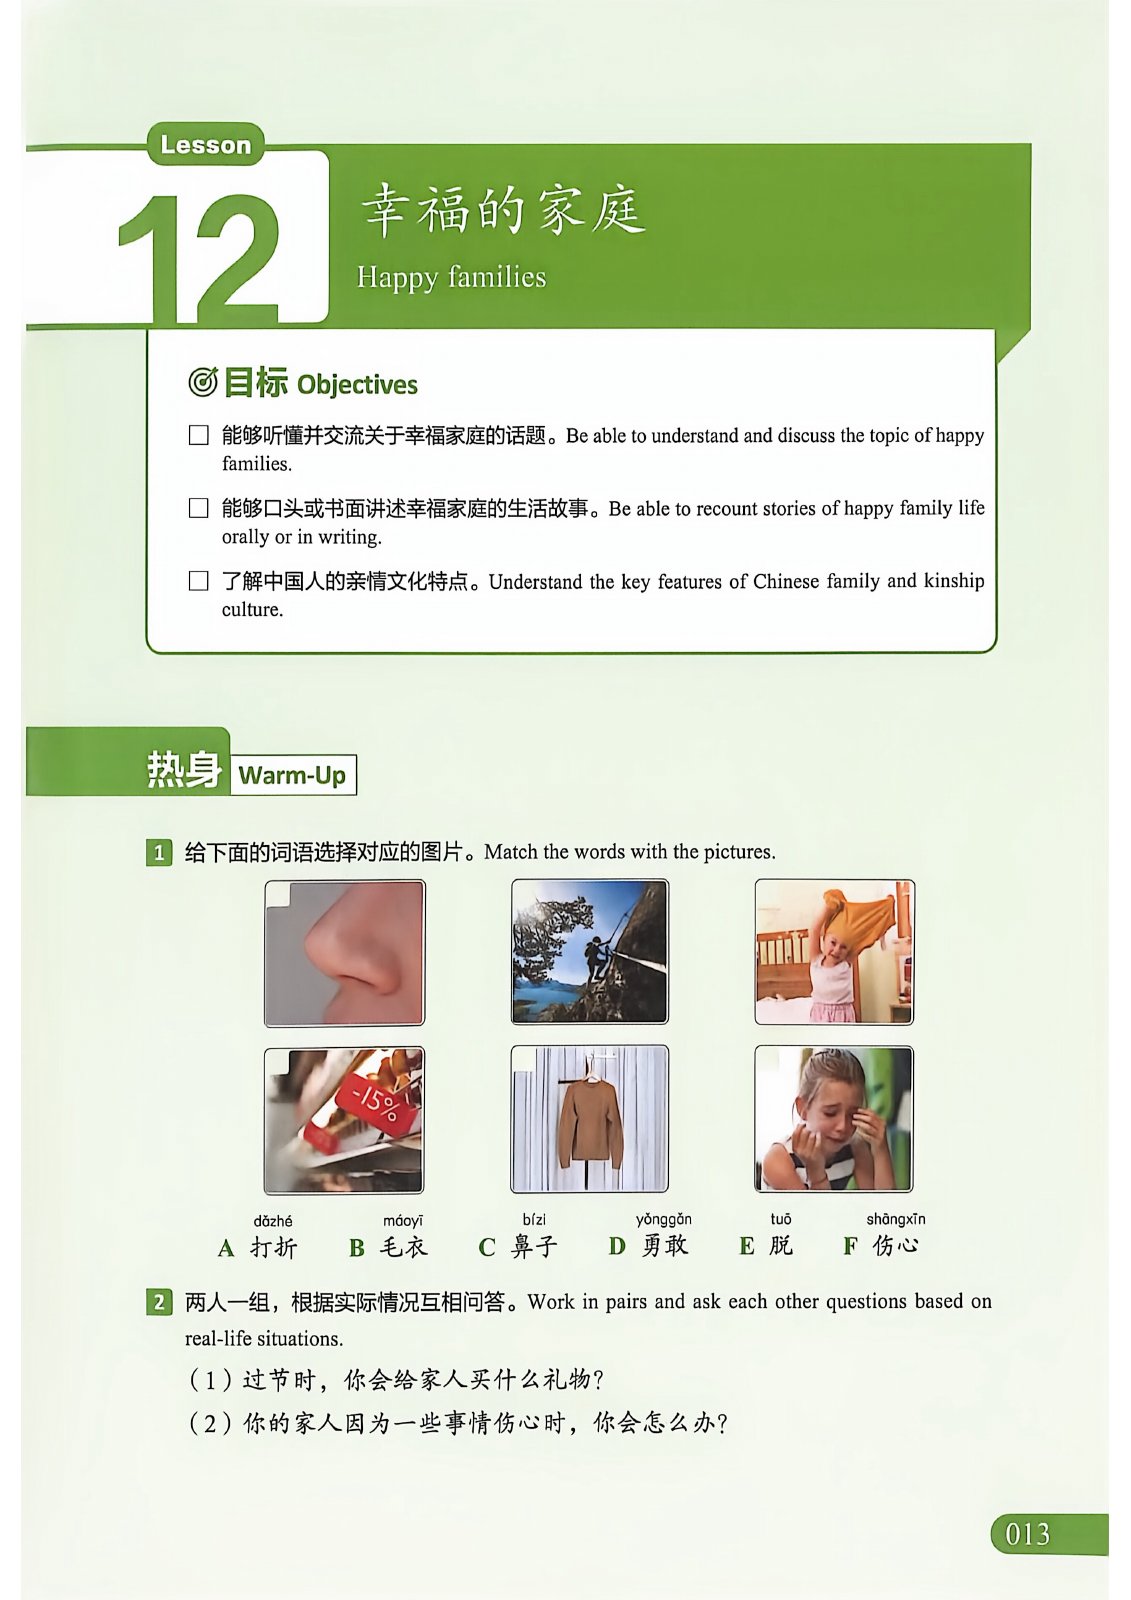 Lesson
12
幸福的家庭
Happy families
目标 Objectives
能够听懂并交流关于幸福家庭的话题。Be able to understand and discuss the topic of happy
families.
能够口头或书面讲述幸福家庭的生活故事。Be able to recount stories of happy family life
orally or in writing.
了解中国人的亲情文化特点。Understand the key features of Chinese family and kinship
culture.
热身 Warm-Up
1 给下面的词语选择对应的图片。Match the words with the pictures.
-15%
dǎzhé máoyī bízi yǒnggǎn tuō shāngxīn
A 打折 B 毛衣 C 鼻子 D 勇敢 E 脱 F 伤心
2 两人一组，根据实际情况互相问答。Work in pairs and ask each other questions based on
real-life situations.
（1）过节时，你会给家人买什么礼物？
（2）你的家人因为一些事情伤心时，你会怎么办？
013